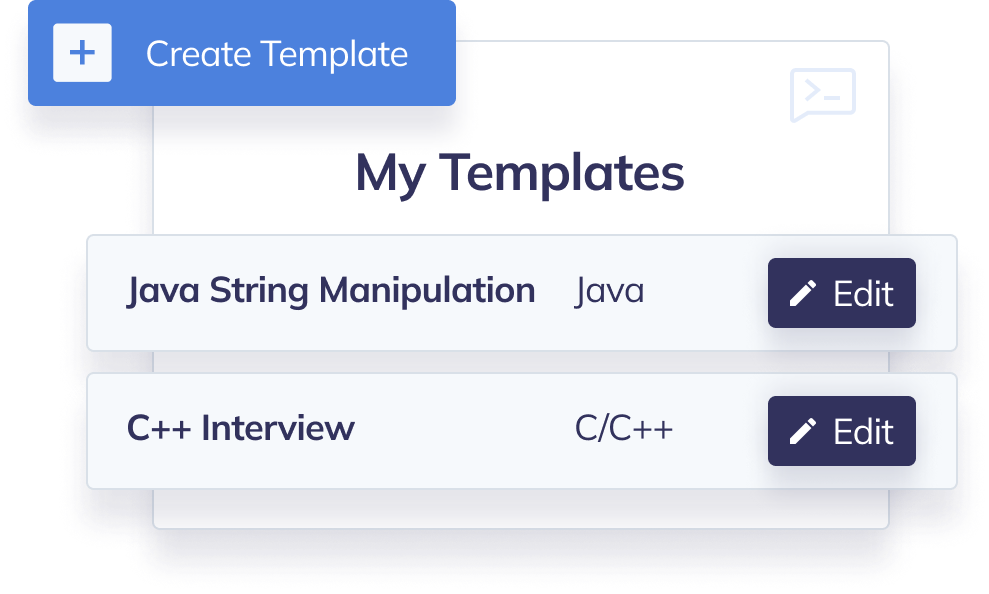 Create Template
My Templates
Java String Manipulation Java Edit
C++ Interview C/C++ Edit